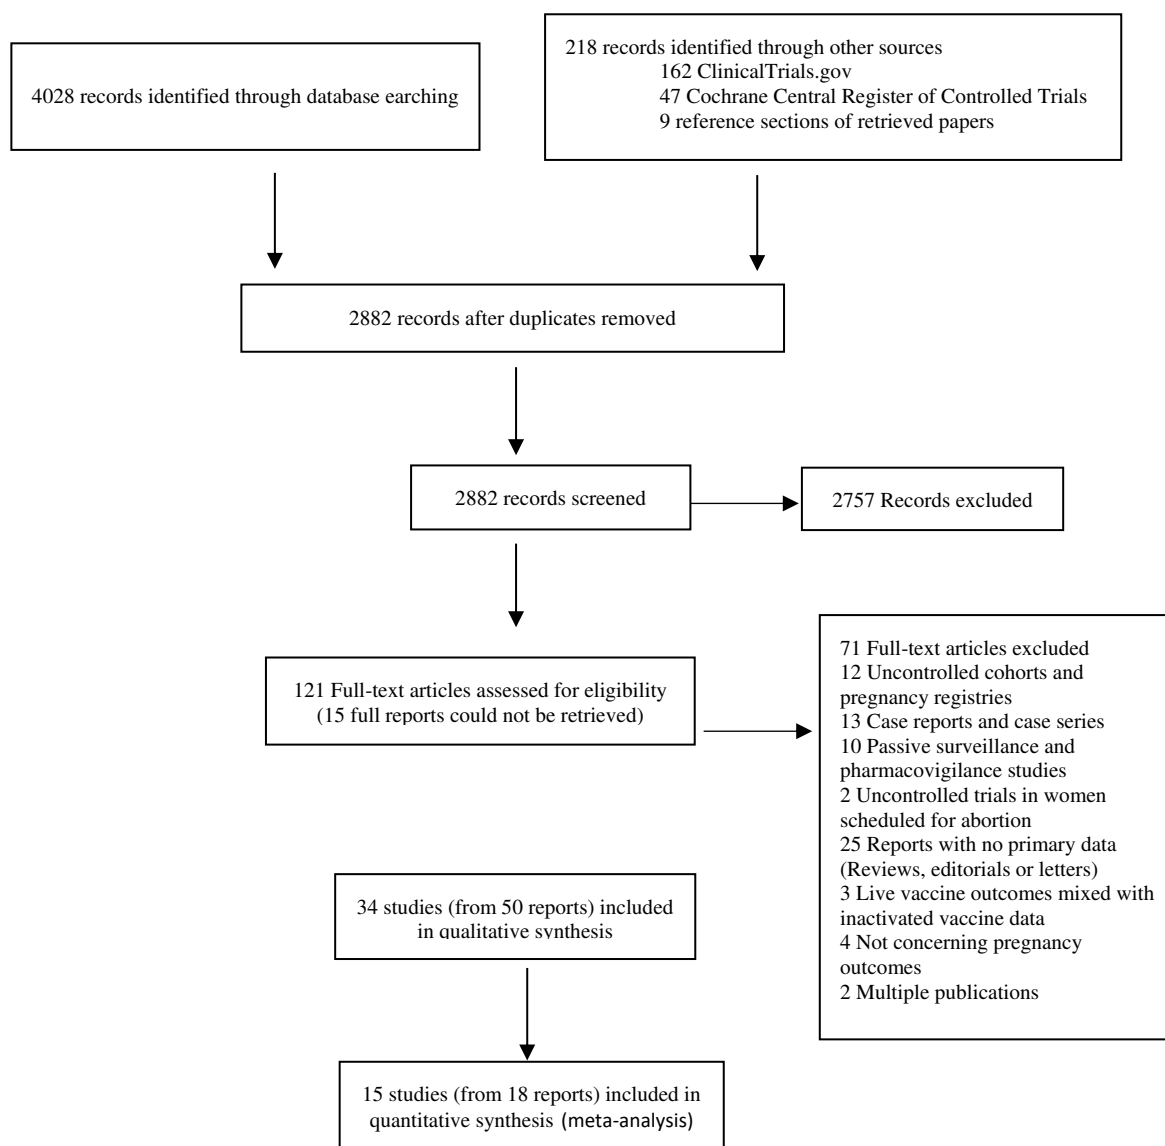 4028 records identified through database earching
218 records identified through other sources
162 ClinicalTrials.gov
47 Cochrane Central Register of Controlled Trials
9 reference sections of retrieved papers
2882 records after duplicates removed
2882 records screened
2757 Records excluded
121 Full-text articles assessed for eligibility
(15 full reports could not be retrieved)
71 Full-text articles excluded
12 Uncontrolled cohorts and
pregnancy registries
13 Case reports and case series
10 Passive surveillance and
pharmacovigilance studies
2 Uncontrolled trials in women
scheduled for abortion
25 Reports with no primary data
(Reviews, editorials or letters)
3 Live vaccine outcomes mixed with
inactivated vaccine data
4 Not concerning pregnancy
outcomes
2 Multiple publications
34 studies (from 50 reports) included
in qualitative synthesis
15 studies (from 18 reports) included in
quantitative synthesis (meta-analysis)